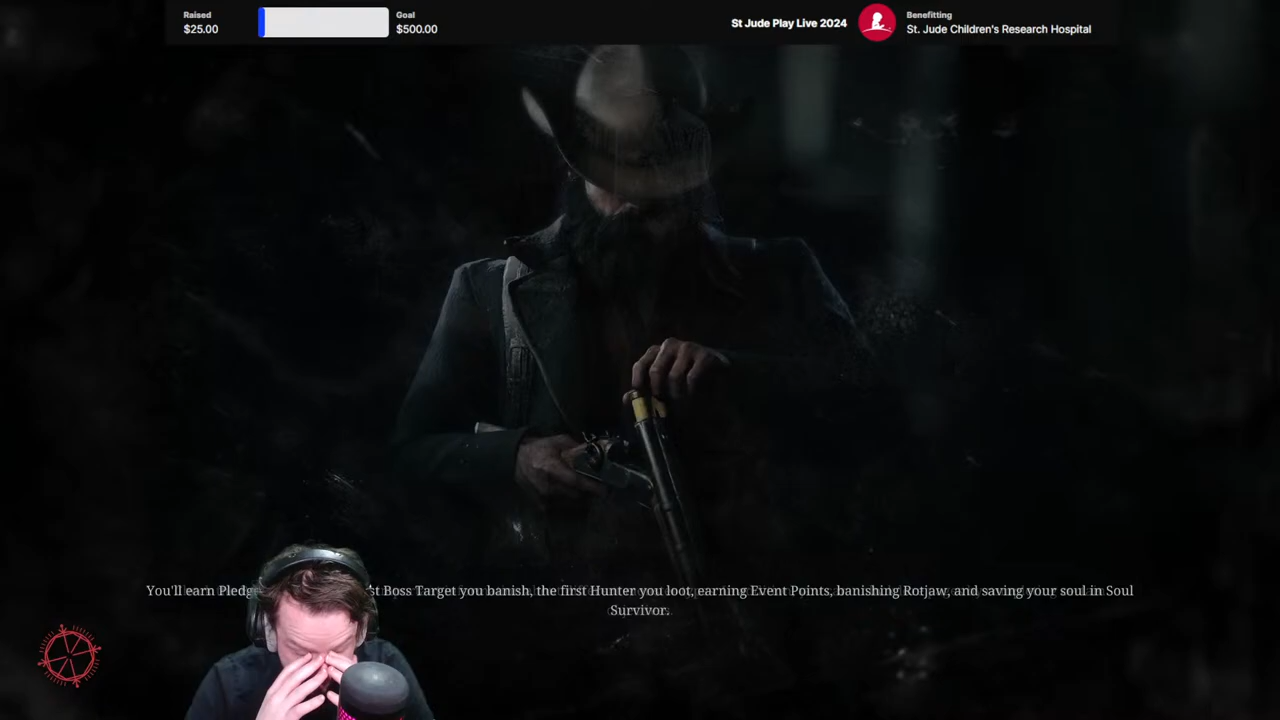 Raised
$25.00
Goal
$500.00
St Jude Play Live 2024
Benefitting
St. Jude Children's Research Hospital
You'll earn st Boss Target you banish, the first Hunter you loot, earning Event Points, banishing Rotjaw, and saving your soul in Soul
Survivor.